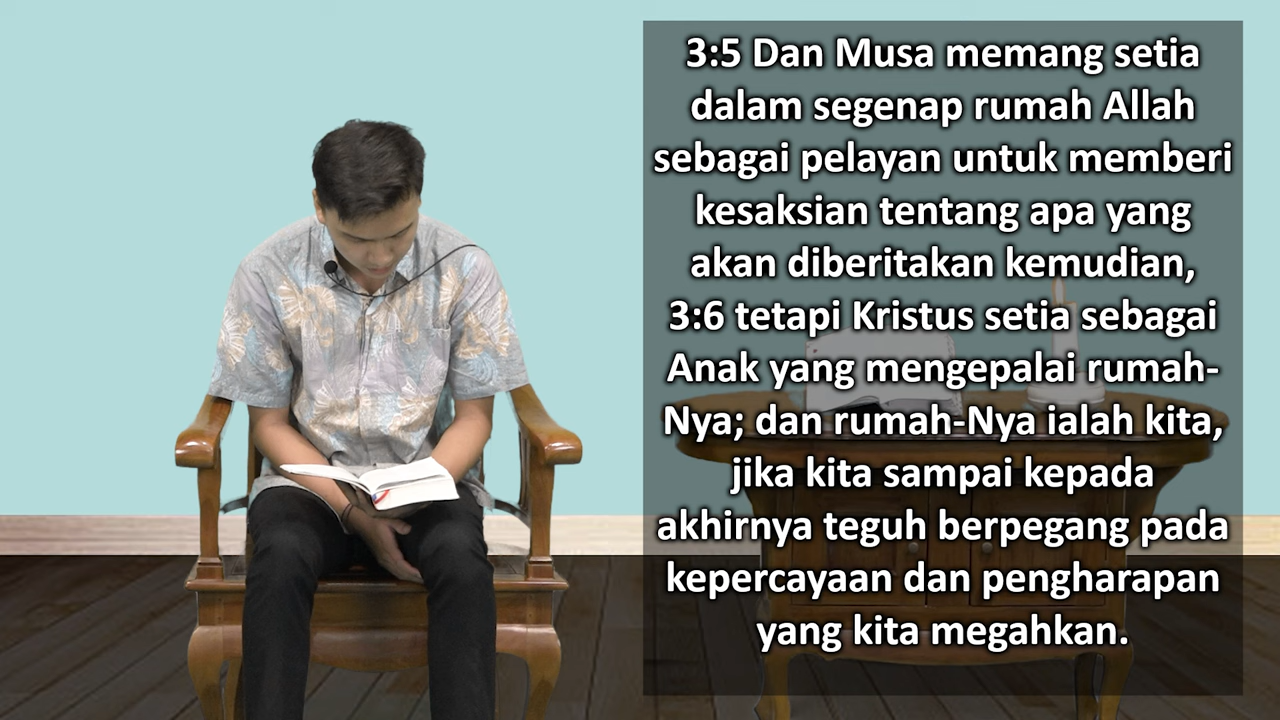 3:5 Dan Musa memang setia
dalam segenap rumah Allah
sebagai pelayan untuk memberi
kesaksian tentang apa yang
akan diberitakan kemudian,
3:6 tetapi Kristus setia sebagai
Anak yang mengepalai rumah-
Nya; dan rumah-Nya ialah kita,
jika kita sampai kepada
akhirnya teguh berpegang pada
kepercayaan dan pengharapan
yang kita megahkan.